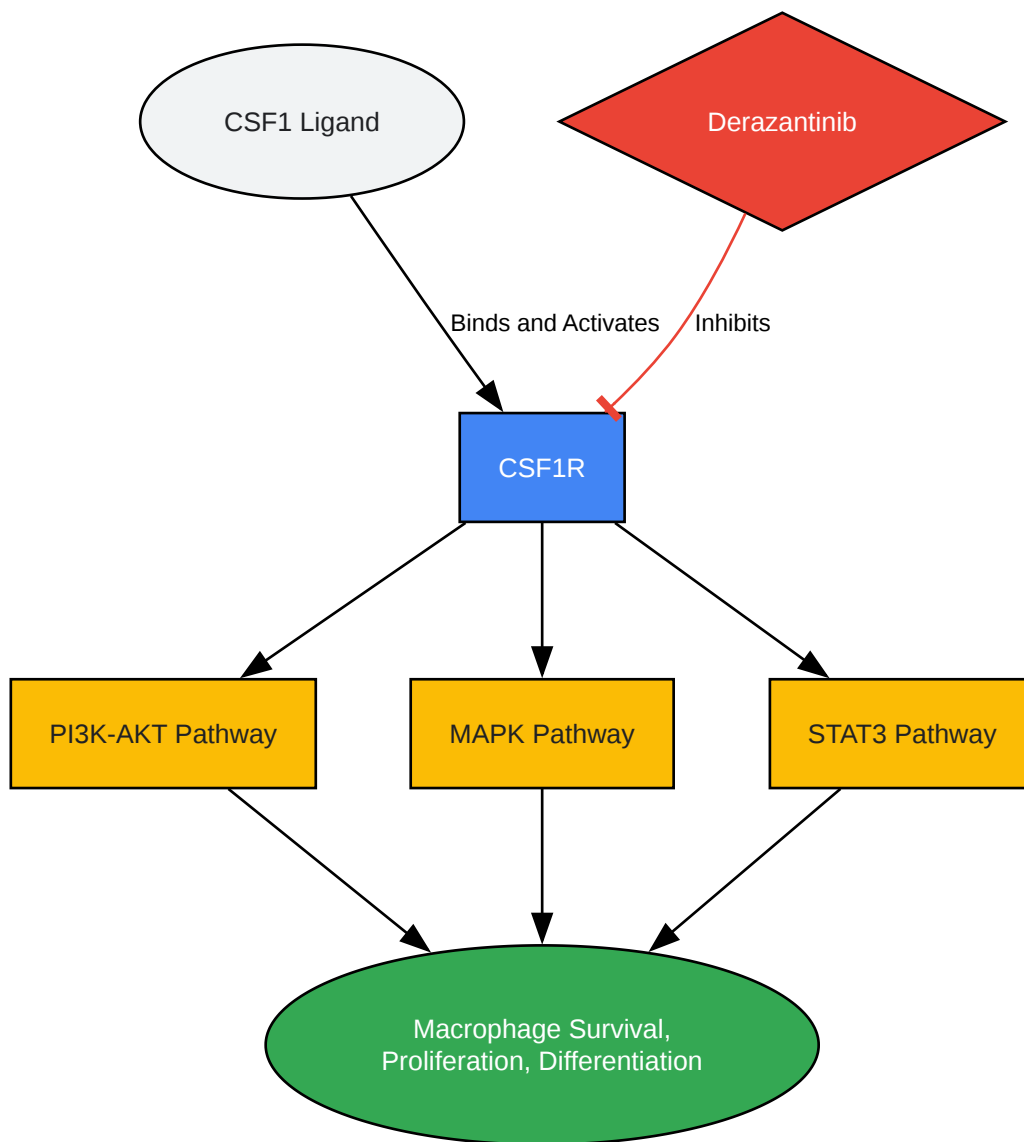 CSF1 Ligand
Derazantinib
Binds and Activates
Inhibits
CSF1R
PI3K-AKT Pathway
MAPK Pathway
STAT3 Pathway
Macrophage Survival,
Proliferation, Differentiation